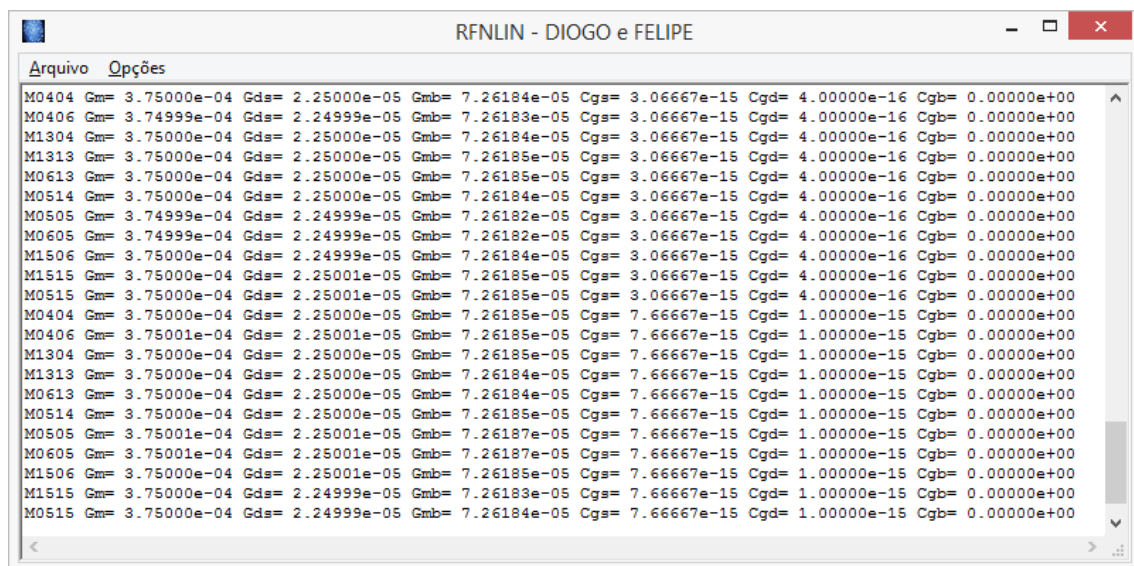 RFNLIN - DIOGO e FELIPE
Arquivo Opções
M0404 Gm= 3.75000e-04 Gds= 2.25000e-05 Gmb= 7.26184e-05 Cgs= 3.06667e-15 Cgd= 4.00000e-16 Cgb= 0.00000e+00
M0406 Gm= 3.74999e-04 Gds= 2.24999e-05 Gmb= 7.26183e-05 Cgs= 3.06667e-15 Cgd= 4.00000e-16 Cgb= 0.00000e+00
M1304 Gm= 3.75000e-04 Gds= 2.25000e-05 Gmb= 7.26184e-05 Cgs= 3.06667e-15 Cgd= 4.00000e-16 Cgb= 0.00000e+00
M1313 Gm= 3.75000e-04 Gds= 2.25000e-05 Gmb= 7.26185e-05 Cgs= 3.06667e-15 Cgd= 4.00000e-16 Cgb= 0.00000e+00
M0613 Gm= 3.75000e-04 Gds= 2.25000e-05 Gmb= 7.26185e-05 Cgs= 3.06667e-15 Cgd= 4.00000e-16 Cgb= 0.00000e+00
M0514 Gm= 3.75000e-04 Gds= 2.25000e-05 Gmb= 7.26184e-05 Cgs= 3.06667e-15 Cgd= 4.00000e-16 Cgb= 0.00000e+00
M0505 Gm= 3.74999e-04 Gds= 2.24999e-05 Gmb= 7.26182e-05 Cgs= 3.06667e-15 Cgd= 4.00000e-16 Cgb= 0.00000e+00
M0605 Gm= 3.74999e-04 Gds= 2.24999e-05 Gmb= 7.26182e-05 Cgs= 3.06667e-15 Cgd= 4.00000e-16 Cgb= 0.00000e+00
M1506 Gm= 3.75000e-04 Gds= 2.24999e-05 Gmb= 7.26184e-05 Cgs= 3.06667e-15 Cgd= 4.00000e-16 Cgb= 0.00000e+00
M1515 Gm= 3.75000e-04 Gds= 2.25001e-05 Gmb= 7.26185e-05 Cgs= 3.06667e-15 Cgd= 4.00000e-16 Cgb= 0.00000e+00
M0515 Gm= 3.75000e-04 Gds= 2.25001e-05 Gmb= 7.26185e-05 Cgs= 3.06667e-15 Cgd= 4.00000e-16 Cgb= 0.00000e+00
M0404 Gm= 3.75000e-04 Gds= 2.25000e-05 Gmb= 7.26185e-05 Cgs= 7.66667e-15 Cgd= 1.00000e-15 Cgb= 0.00000e+00
M0406 Gm= 3.75001e-04 Gds= 2.25001e-05 Gmb= 7.26185e-05 Cgs= 7.66667e-15 Cgd= 1.00000e-15 Cgb= 0.00000e+00
M1304 Gm= 3.75000e-04 Gds= 2.25000e-05 Gmb= 7.26185e-05 Cgs= 7.66667e-15 Cgd= 1.00000e-15 Cgb= 0.00000e+00
M1313 Gm= 3.75000e-04 Gds= 2.25000e-05 Gmb= 7.26184e-05 Cgs= 7.66667e-15 Cgd= 1.00000e-15 Cgb= 0.00000e+00
M0613 Gm= 3.75000e-04 Gds= 2.25000e-05 Gmb= 7.26184e-05 Cgs= 7.66667e-15 Cgd= 1.00000e-15 Cgb= 0.00000e+00
M0514 Gm= 3.75000e-04 Gds= 2.25000e-05 Gmb= 7.26185e-05 Cgs= 7.66667e-15 Cgd= 1.00000e-15 Cgb= 0.00000e+00
M0505 Gm= 3.75001e-04 Gds= 2.25001e-05 Gmb= 7.26187e-05 Cgs= 7.66667e-15 Cgd= 1.00000e-15 Cgb= 0.00000e+00
M0605 Gm= 3.75001e-04 Gds= 2.25001e-05 Gmb= 7.26187e-05 Cgs= 7.66667e-15 Cgd= 1.00000e-15 Cgb= 0.00000e+00
M1506 Gm= 3.75000e-04 Gds= 2.25001e-05 Gmb= 7.26185e-05 Cgs= 7.66667e-15 Cgd= 1.00000e-15 Cgb= 0.00000e+00
M1515 Gm= 3.75000e-04 Gds= 2.24999e-05 Gmb= 7.26183e-05 Cgs= 7.66667e-15 Cgd= 1.00000e-15 Cgb= 0.00000e+00
M0515 Gm= 3.75000e-04 Gds= 2.24999e-05 Gmb= 7.26184e-05 Cgs= 7.66667e-15 Cgd= 1.00000e-15 Cgb= 0.00000e+00